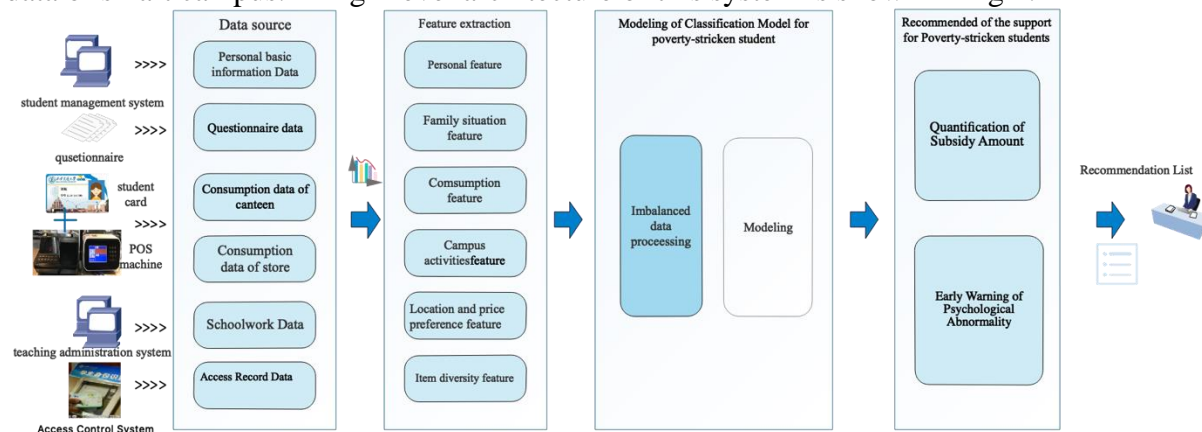 Data source
Feature extraction
Modeling of Classification Model for
poverty-stricken student
Recommended of the support
for Poverty-stricken students
>>>>
student management system
>>>>
qusetionnaire
student
card
>>>>
POS
machine
>>>>
teaching administration system
>>>>
Access Control System
Personal basic
information Data
Questionnaire data
Consumption data of
canteen
Consumption
data of store
Schoolwork Data
Access Record Data
Personal feature
Family situation
feature
Comsumption
feature
Campus
activitiesfeature
Location and price
preference feature
Item diversity feature
Imbalanced
data
proceessing
Modeling
Quantification of
Subsidy Amount
Early Warning of
Psychological
Abnormality
Recommendation List